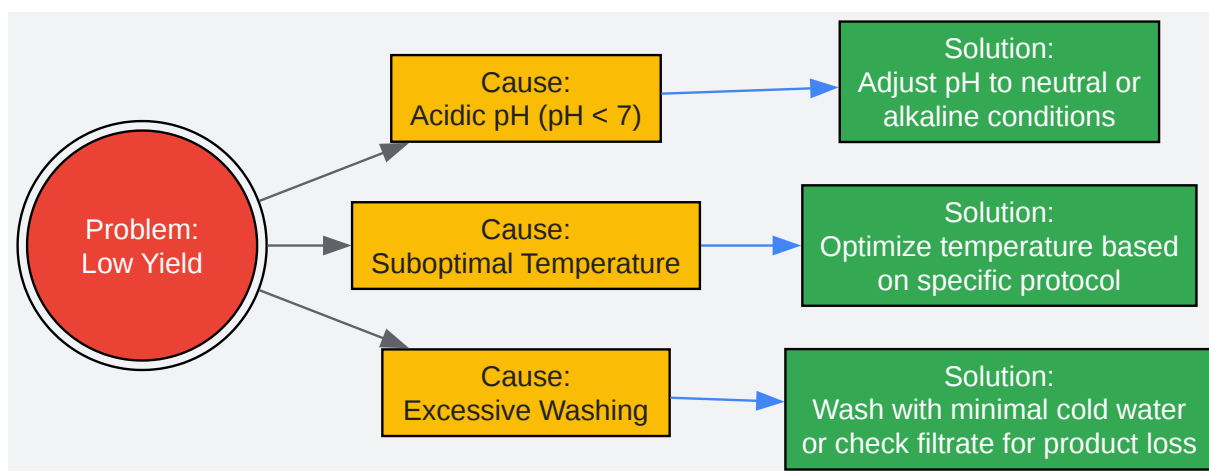 Problem:
Low Yield
Cause:
Acidic pH (pH < 7)
Solution:
Adjust pH to neutral or
alkaline conditions
Cause:
Suboptimal Temperature
Solution:
Optimize temperature based
on specific protocol
Cause:
Excessive Washing
Solution:
Wash with minimal cold water
or check filtrate for product loss